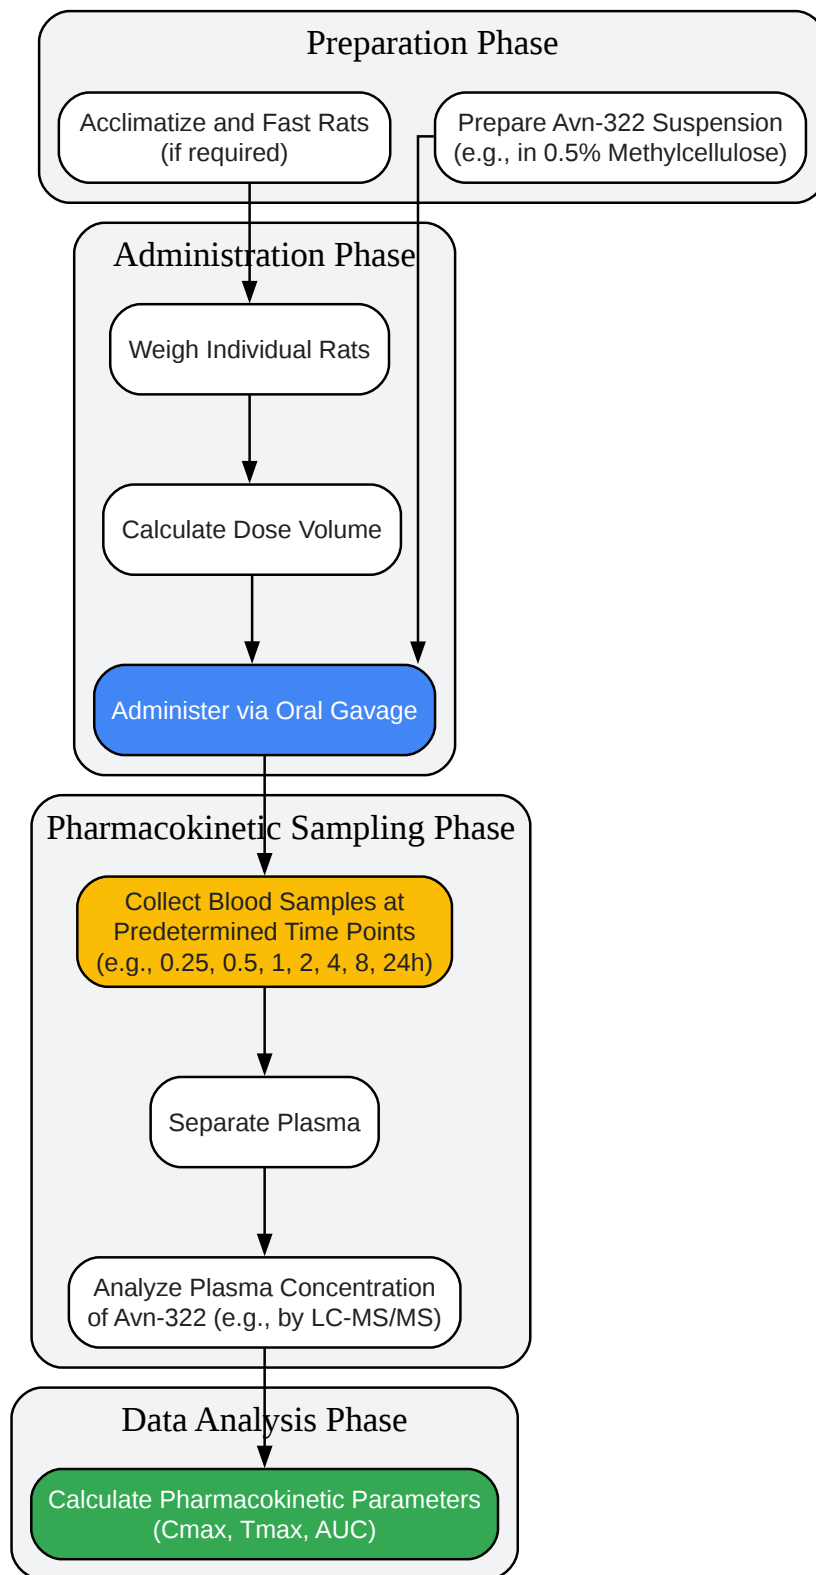 Preparation Phase
Acclimatize and Fast Rats
(if required)
Prepare Avn-322 Suspension
(e.g., in 0.5% Methylcellulose)
Administration Phase
Weigh Individual Rats
Calculate Dose Volume
Administer via Oral Gavage
Pharmacokinetic Sampling Phase
Collect Blood Samples at
Predetermined Time Points
(e.g., 0.25, 0.5, 1, 2, 4, 8, 24h)
Separate Plasma
Analyze Plasma Concentration
of Avn-322 (e.g., by LC-MS/MS)
Data Analysis Phase
Calculate Pharmacokinetic Parameters
(Cmax, Tmax, AUC)